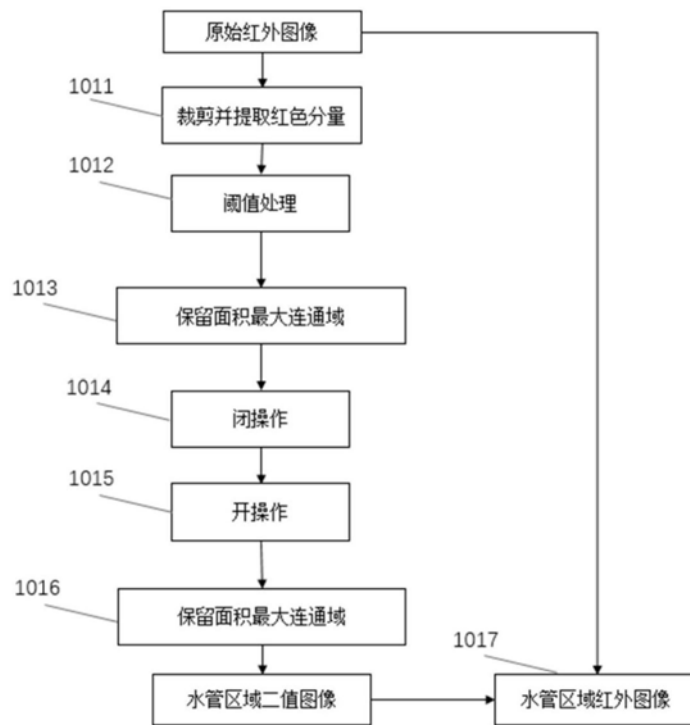 原始红外图像
1011
裁剪并提取红色分量
1012
阈值处理
1013
保留面积最大连通域
1014
闭操作
1015
开操作
1016
保留面积最大连通域
1017
水管区域二值图像
水管区域红外图像